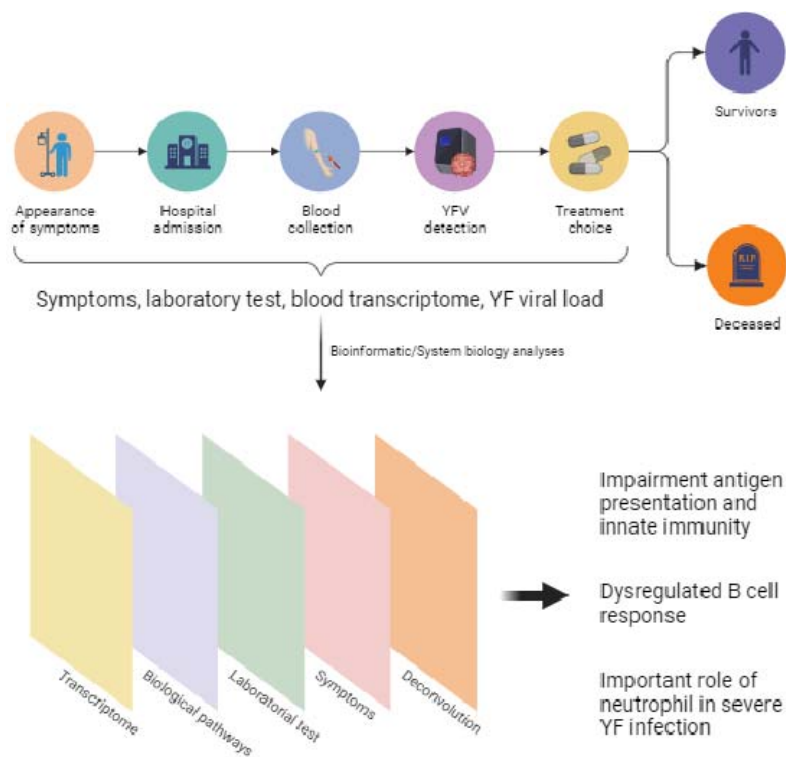 Survivors
Appearance
of symptoms
Hospital
admission
Blood
collection
YFV
detection
Treatment
choice
R.I.P
Deceased
Symptoms, laboratory test, blood transcriptome, YF viral load
Bioinformatic/System biology analyses
Transcriptome
Biological pathways
Laboratorial test
Symptoms
Deconvolution
Impairment antigen
presentation and
innate immunity
Dysregulated B cell
response
Important role of
neutrophil in severe
YF infection